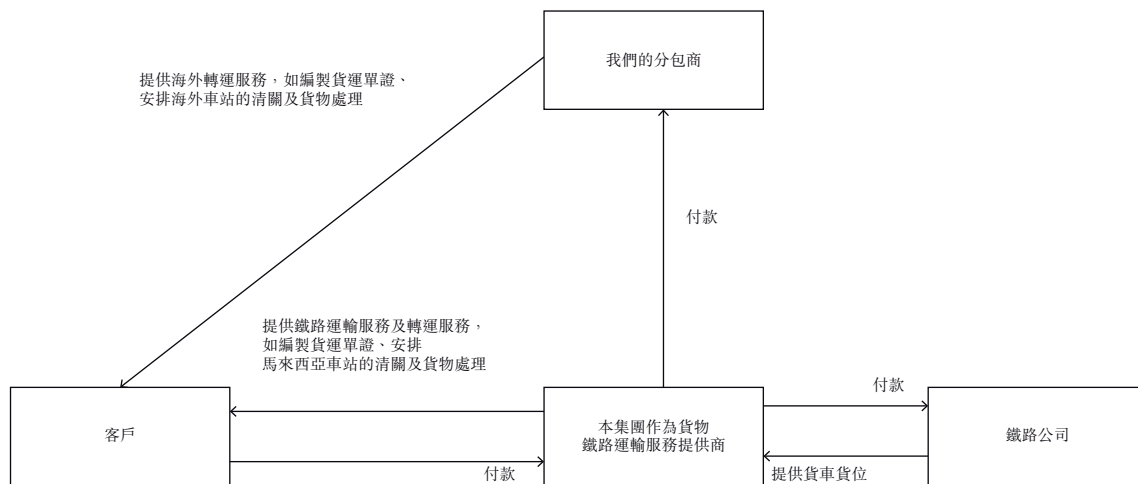 我們的分包商
提供海外轉運服務，如編製貨運單證、
安排海外車站的清關及貨物處理
付款
提供鐵路運輸服務及轉運服務，
如編製貨運單證、安排
馬來西亞車站的清關及貨物處理
付款
客戶
本集團作為貨物
鐵路運輸服務提供商
鐵路公司
付款
提供貨車貨位